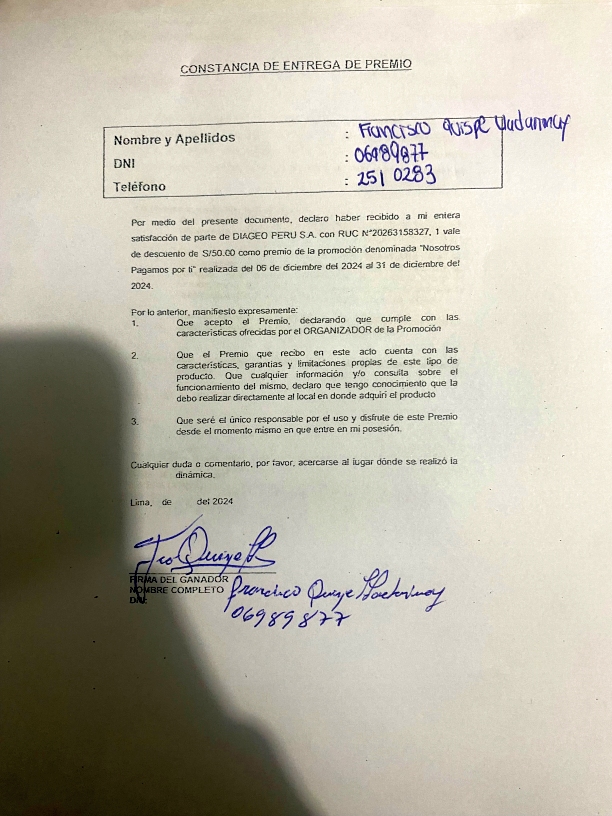 CONSTANCIA DE ENTREGA DE PREMIO
Nombre y Apellidos : Francisco Quispe
DNI : 06989877
Teléfono : 251 0283
Por medio del presente documento, declaro haber recibido a mi entera
satisfacción de parte de DIAGEO PERU S.A. con RUC N°20263158327, 1 vale
de descuento de S/50.00 como premio de la promoción denominada "Nosotros
Pagamos por ti" realizada del 06 de diciembre del 2024 al 31 de diciembre del
2024.
Por lo anterior, manifiesto expresamente:
1. Que acepto el Premio, declarando que cumple con las
características ofrecidas por el ORGANIZADOR de la Promoción
2. Que el Premio que recibo en este acto cuenta con las
características, garantías y limitaciones propias de este tipo de
producto. Que cualquier información y/o consulta sobre el
funcionamiento del mismo, declaro que tengo conocimiento que la
debo realizar directamente al local en donde adquirí el producto
3. Que seré el único responsable por el uso y disfrute de este Premio
desde el momento mismo en que entre en mi posesión.
Cualquier duda o comentario, por favor, acercarse al lugar dónde se realizó la
dinámica.
Lima, de del 2024
FIRMA DEL GANADOR
NOMBRE COMPLETO Francisco Quispe
DNI: 06989877